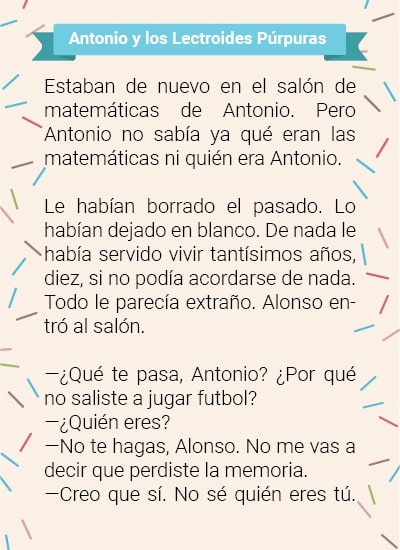 Antonio y los Lectroides Púrpuras
Estaban de nuevo en el salón de
matemáticas de Antonio. Pero
Antonio no sabía ya qué eran las
matemáticas ni quién era Antonio.
Le habían borrado el pasado. Lo
habían dejado en blanco. De nada le
había servido vivir tantísimos años,
diez, si no podía acordarse de nada.
Todo le parecía extraño. Alonso en-
tró al salón.
—¿Qué te pasa, Antonio? ¿Por qué
no saliste a jugar futbol?
—¿Quién eres?
—No te hagas, Alonso. No me vas a
decir que perdiste la memoria.
—Creo que sí. No sé quién eres tú.